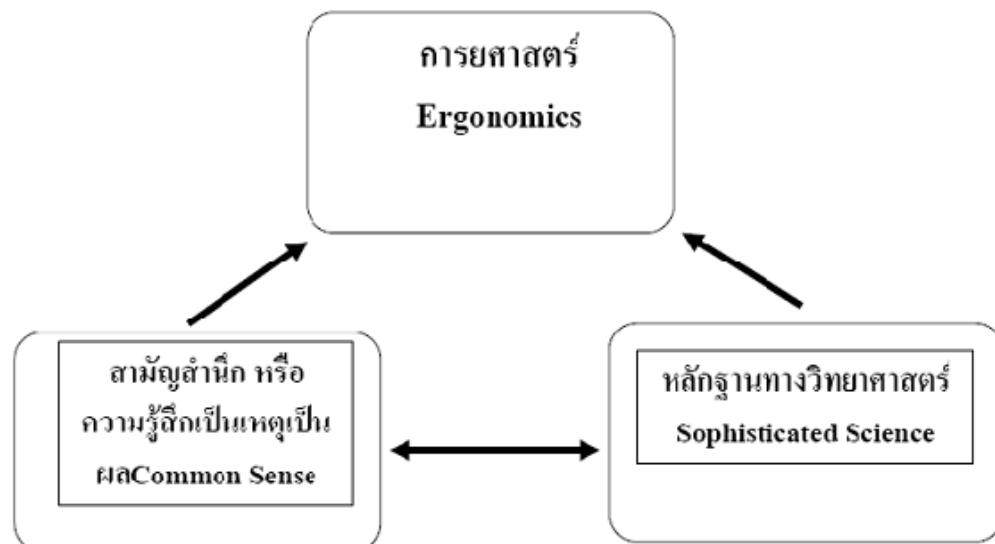 การยศาสตร์
Ergonomics
สามัญสำนึก หรือ
ความรู้สึกเป็นเหตุเป็น
ผลCommon Sense
หลักฐานทางวิทยาศาสตร์
Sophisticated Science